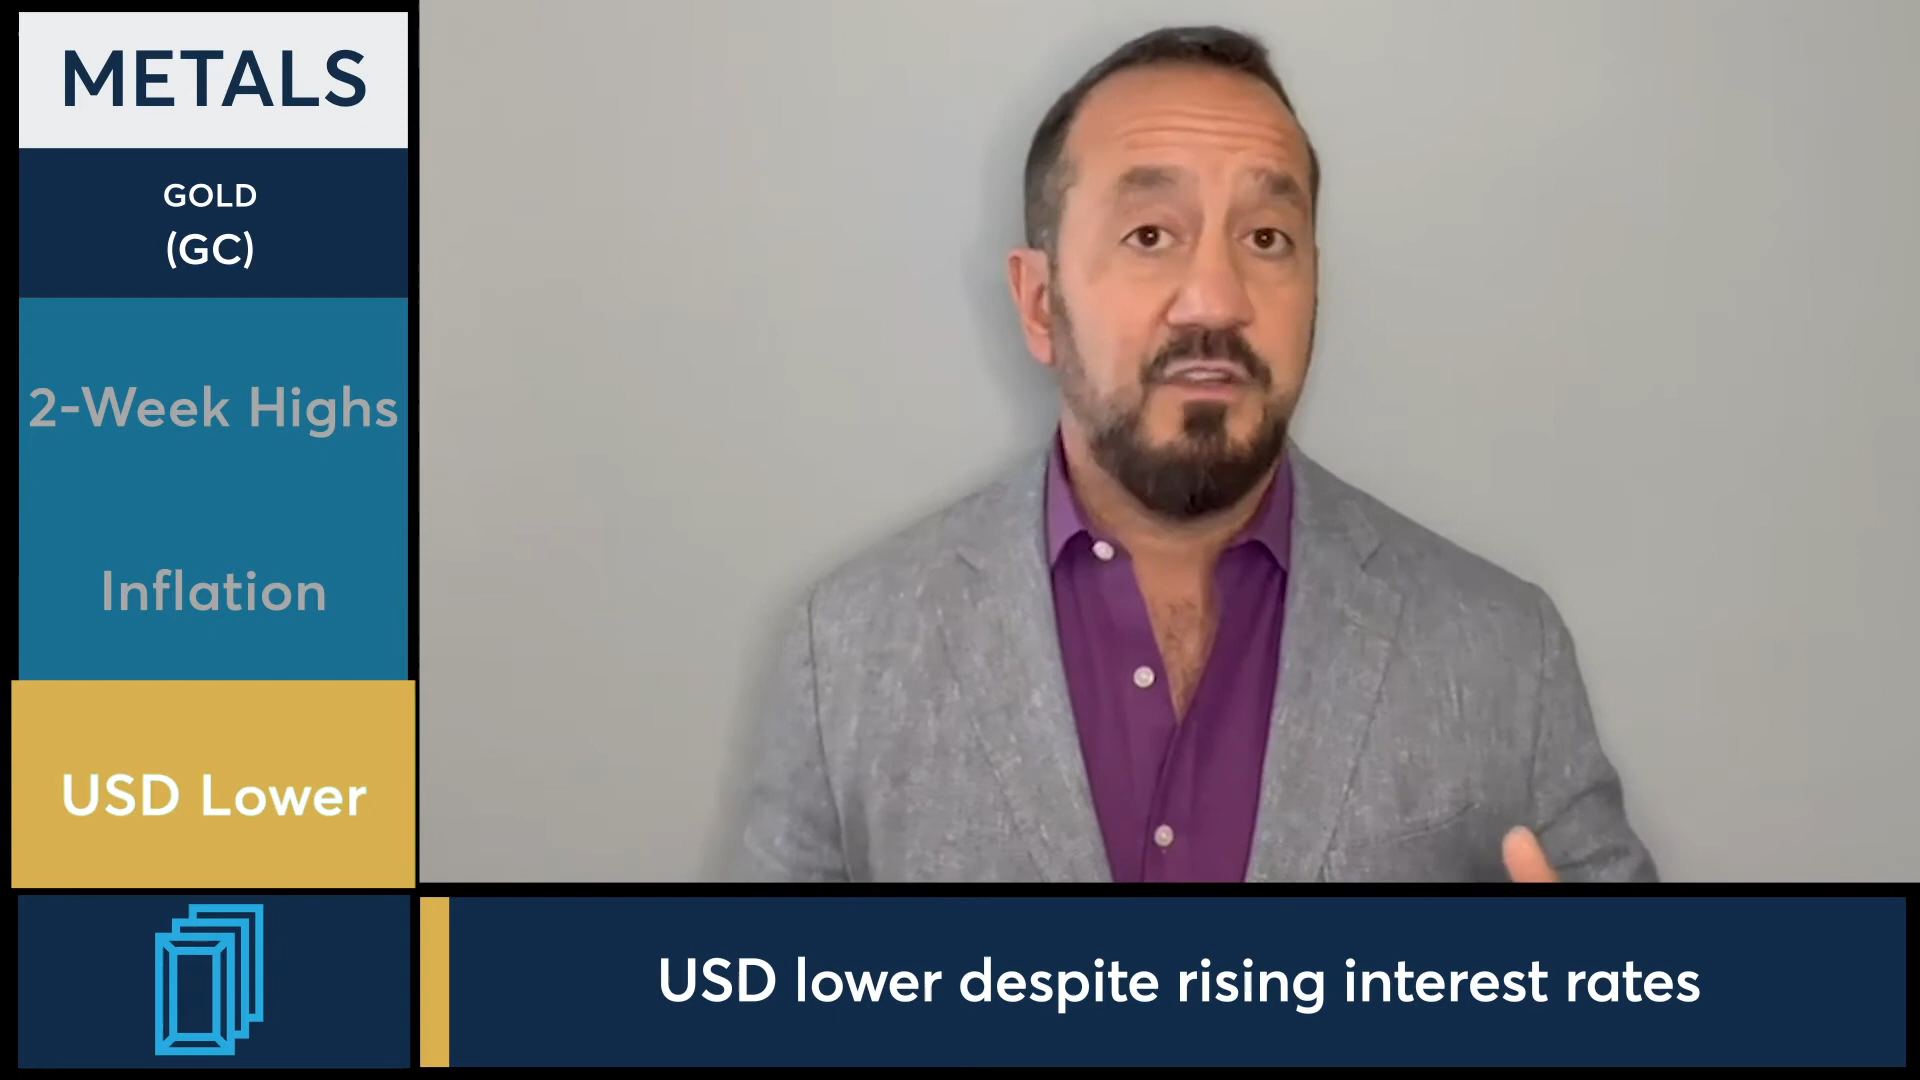 METALS
GOLD
(GC)
2-Week Highs
Inflation
USD Lower
USD lower despite rising interest rates